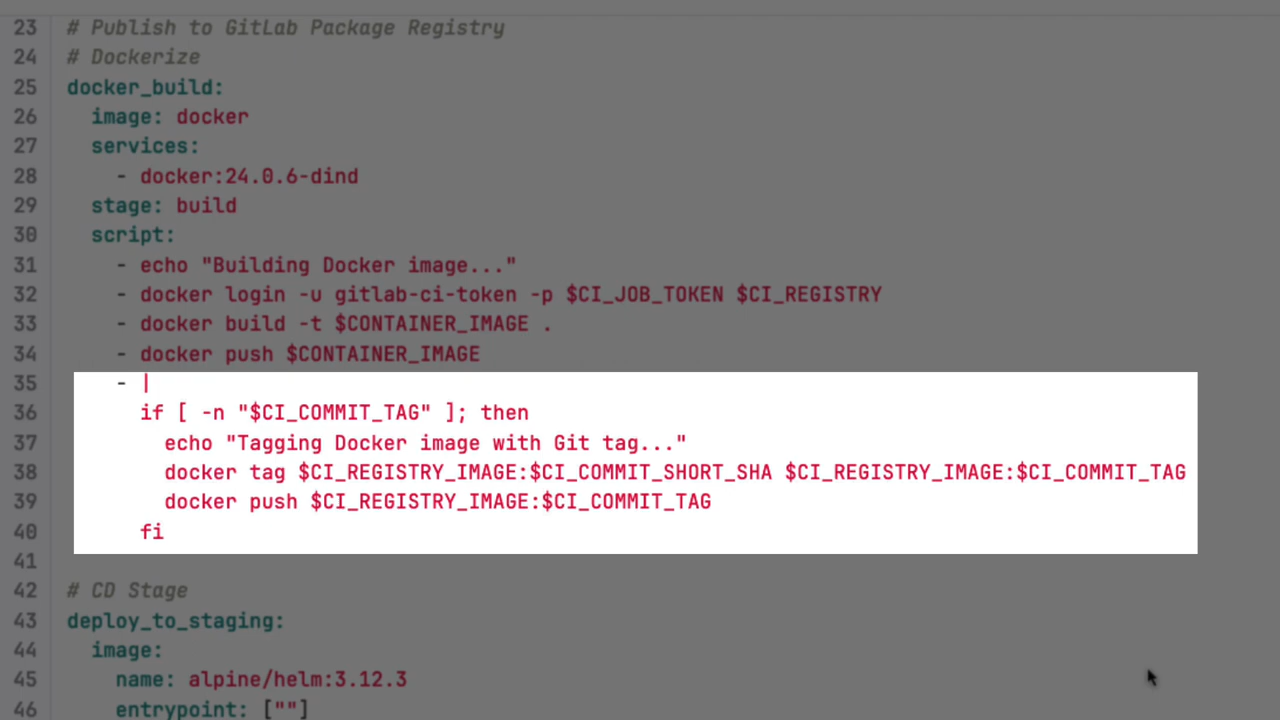 23 # Publish to GitLab Package Registry
24 # Dockerize
25 docker_build:
26   image: docker
27   services:
28     - docker:24.0.6-dind
29   stage: build
30   script:
31     - echo "Building Docker image..."
32     - docker login -u gitlab-ci-token -p $CI_JOB_TOKEN $CI_REGISTRY
33     - docker build -t $CONTAINER_IMAGE .
34     - docker push $CONTAINER_IMAGE
35     - |
36       if [ -n "$CI_COMMIT_TAG" ]; then
37         echo "Tagging Docker image with Git tag..."
38         docker tag $CI_REGISTRY_IMAGE:$CI_COMMIT_SHORT_SHA $CI_REGISTRY_IMAGE:$CI_COMMIT_TAG
39         docker push $CI_REGISTRY_IMAGE:$CI_COMMIT_TAG
40       fi
41
42 # CD Stage
43 deploy_to_staging:
44   image:
45     name: alpine/helm:3.12.3
46     entrypoint: [""]